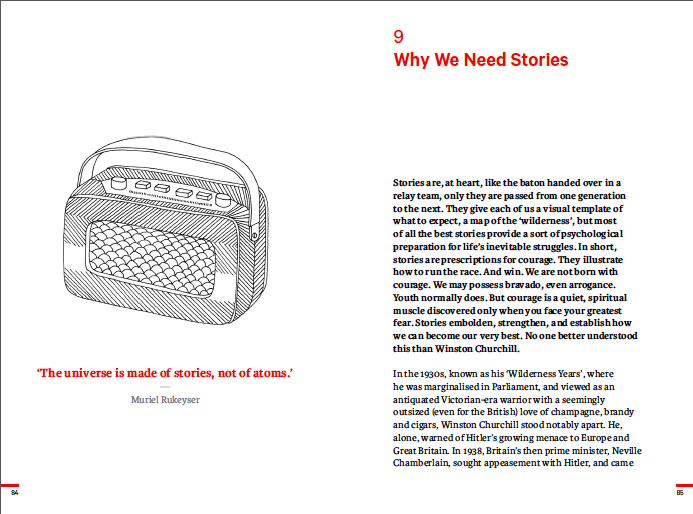 ‘The universe is made of stories, not of atoms.’
Muriel Rukeyser
84
9
Why We Need Stories
Stories are, at heart, like the baton handed over in a
relay team, only they are passed from one generation
to the next. They give each of us a visual template of
what to expect, a map of the ‘wilderness’, but most
of all the best stories provide a sort of psychological
preparation for life’s inevitable struggles. In short,
stories are prescriptions for courage. They illustrate
how to run the race. And win. We are not born with
courage. We may possess bravado, even arrogance.
Youth normally does. But courage is a quiet, spiritual
muscle discovered only when you face your greatest
fear. Stories embolden, strengthen, and establish how
we can become our very best. No one better understood
this than Winston Churchill.
In the 1930s, known as his ‘Wilderness Years’, where
he was marginalised in Parliament, and viewed as an
antiquated Victorian-era warrior with a seemingly
outsized (even for the British) love of champagne, brandy
and cigars, Winston Churchill stood notably apart. He,
alone, warned of Hitler’s growing menace to Europe and
Great Britain. In 1938, Britain’s then prime minister, Neville
Chamberlain, sought appeasement with Hitler, and came
85